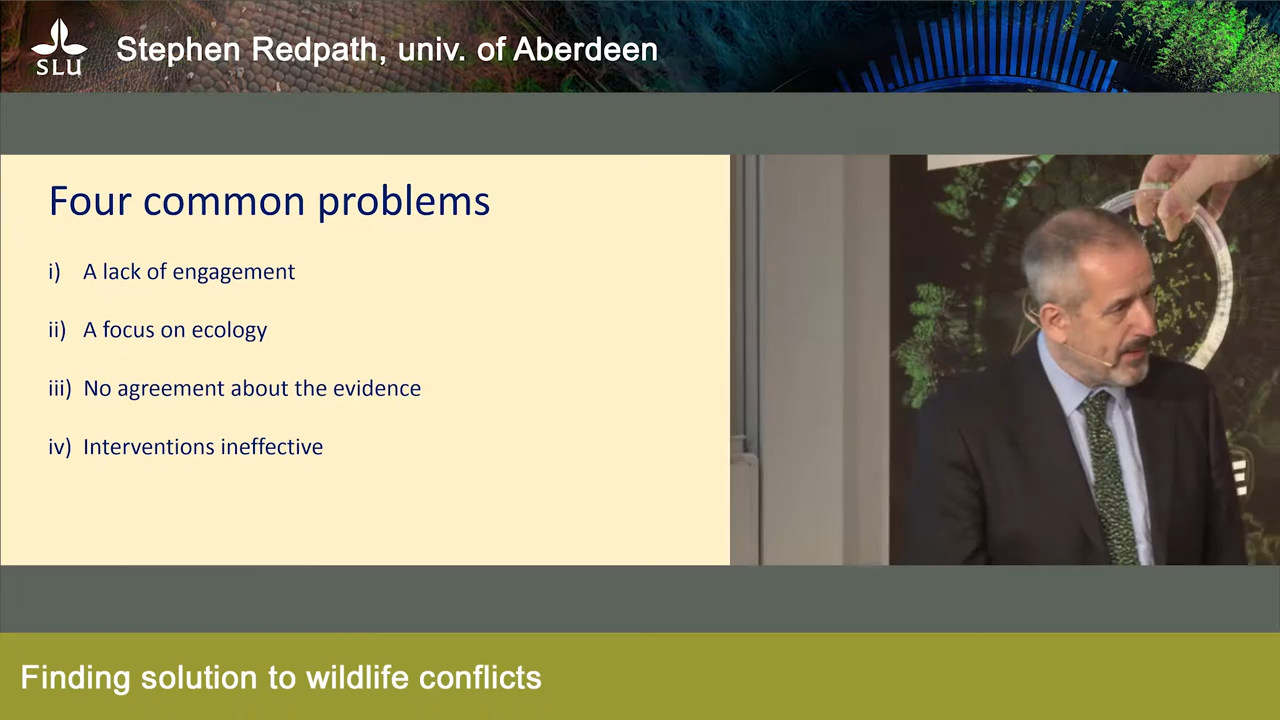 SLU
Stephen Redpath, univ. of Aberdeen
Four common problems
i) A lack of engagement
ii) A focus on ecology
iii) No agreement about the evidence
iv) Interventions ineffective
E
Finding solution to wildlife conflicts